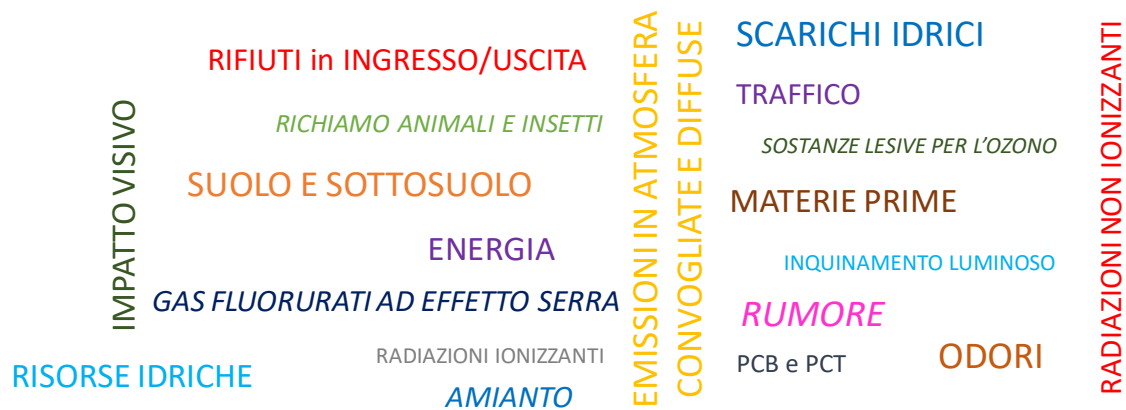 RIFIUTI in INGRESSO/USCITA
RICHIAMO ANIMALI E INSETTI
IMPATTO VISIVO
SUOLO E SOTTOSUOLO
ENERGIA
GAS FLUORURATI AD EFFETTO SERRA
RADIAZIONI IONIZZANTI
RISORSE IDRICHE
AMIANTO
EMISSIONI IN ATMOSFERA
CONVOGLIATE E DIFFUSE
SCARICHI IDRICI
TRAFFICO
SOSTANZE LESIVE PER L'OZONO
MATERIE PRIME
INQUINAMENTO LUMINOSO
RUMORE
PCB e PCT
ODORI
RADIAZIONI NON IONIZZANTI